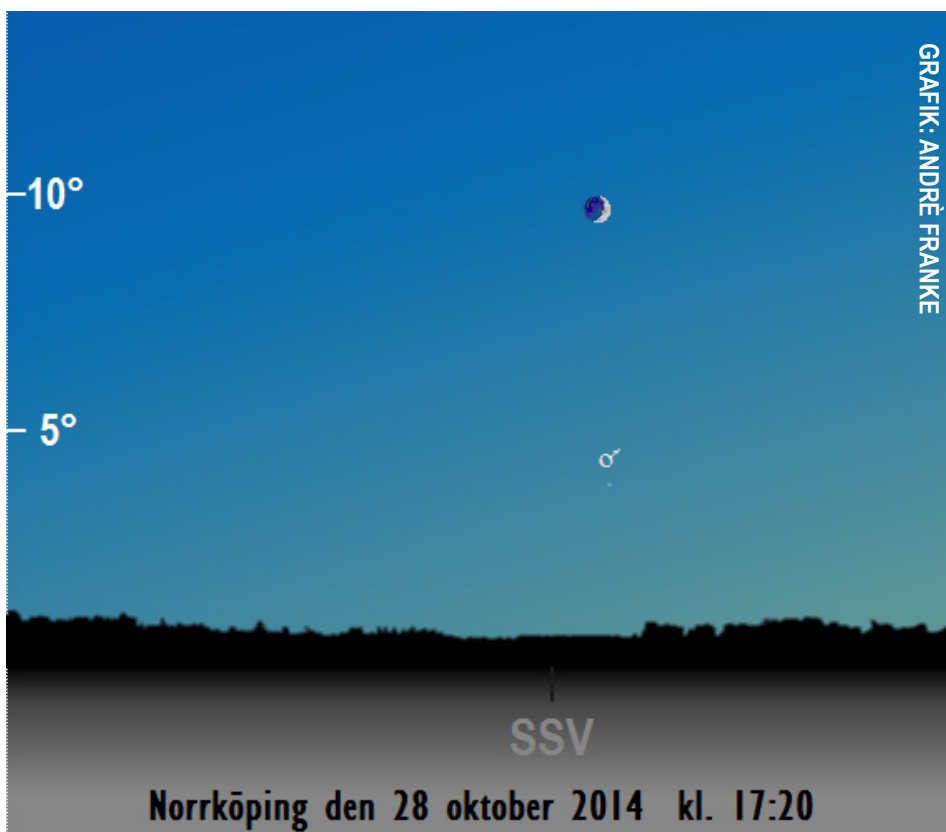 GRAFIK: ANDRÈ FRANKE
10°
5°
SSV
Norrköping den 28 oktober 2014 kl. 17:20